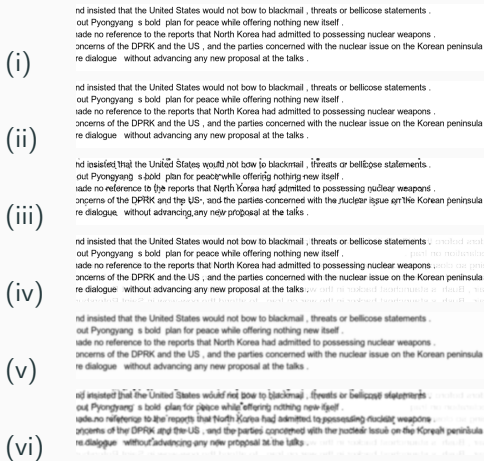 nd insisted that the United States would not bow to blackmail , threats or bellicose statements .
out Pyongyang s bold plan for peace while offering nothing new itself .
ade no reference to the reports that North Korea had admitted to possessing nuclear weapons .
oncerns of the DPRK and the US , and the parties concerned with the nuclear issue on the Korean peninsula
re dialogue without advancing any new proposal at the talks .
(i)
nd insisted that the United States would not bow to blackmail , threats or bellicose statements .
out Pyongyang s bold plan for peace while offering nothing new itself .
ade no reference to the reports that North Korea had admitted to possessing nuclear weapons .
oncerns of the DPRK and the US , and the parties concerned with the nuclear issue on the Korean peninsula
re dialogue without advancing any new proposal at the talks .
(ii)
nd insisted that the United States would not bow to blackmail , threats or bellicose statements .
out Pyongyang s bold plan for peace while offering nothing new itself .
ade no reference to the reports that North Korea had admitted to possessing nuclear weapons .
oncerns of the DPRK and the US , and the parties concerned with the nuclear issue on the Korean peninsula
re dialogue without advancing any new proposal at the talks .
(iii)
nd insisted that the United States would not bow to blackmail , threats or bellicose statements .
out Pyongyang s bold plan for peace while offering nothing new itself .
ade no reference to the reports that North Korea had admitted to possessing nuclear weapons .
oncerns of the DPRK and the US , and the parties concerned with the nuclear issue on the Korean peninsula
re dialogue without advancing any new proposal at the talks .
(iv)
nd insisted that the United States would not bow to blackmail , threats or bellicose statements .
out Pyongyang s bold plan for peace while offering nothing new itself .
ade no reference to the reports that North Korea had admitted to possessing nuclear weapons .
oncerns of the DPRK and the US , and the parties concerned with the nuclear issue on the Korean peninsula
re dialogue without advancing any new proposal at the talks .
(v)
nd insisted that the United States would not bow to blackmail , threats or bellicose statements .
out Pyongyang s bold plan for peace while offering nothing new itself .
ade no reference to the reports that North Korea had admitted to possessing nuclear weapons .
oncerns of the DPRK and the US , and the parties concerned with the nuclear issue on the Korean peninsula
re dialogue without advancing any new proposal at the talks .
(vi)